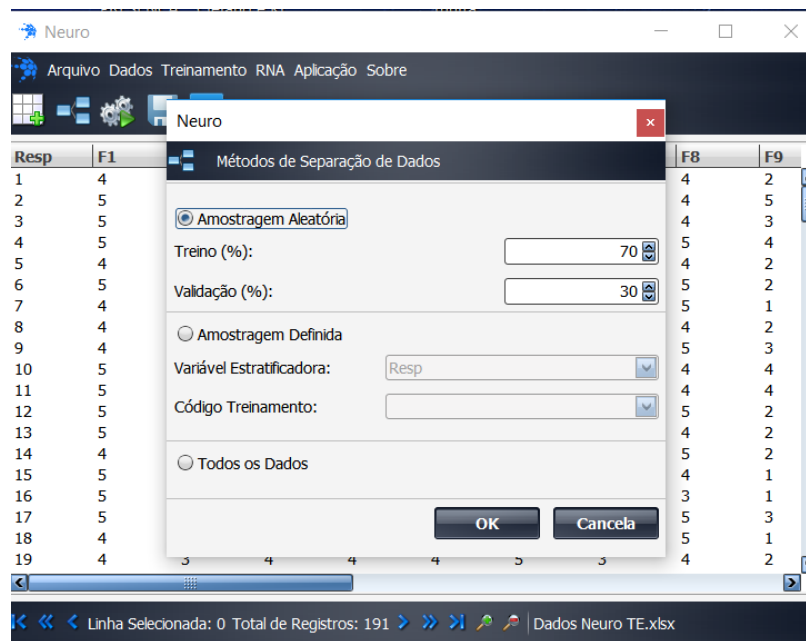 Neuro
Arquivo Dados Treinamento RNA Aplicação Sobre
Neuro
Métodos de Separação de Dados
Amostragem Aleatória
Treino (%): 70
Validação (%): 30
Amostragem Definida
Variável Estratificadora: Resp
Código Treinamento:
Todos os Dados
OK Cancela
Resp F1 F8 F9
1 4 4 2
2 5 4 5
3 5 4 3
4 5 5 4
5 4 4 2
6 5 5 2
7 4 5 1
8 4 4 2
9 4 5 3
10 5 4 4
11 5 4 4
12 5 5 2
13 5 4 2
14 4 5 2
15 5 4 1
16 5 3 1
17 5 5 3
18 4 5 1
19 4 3 4 4 4 5 3 4 2
Linha Selecionada: 0 Total de Registros: 191 Dados Neuro TE.xlsx